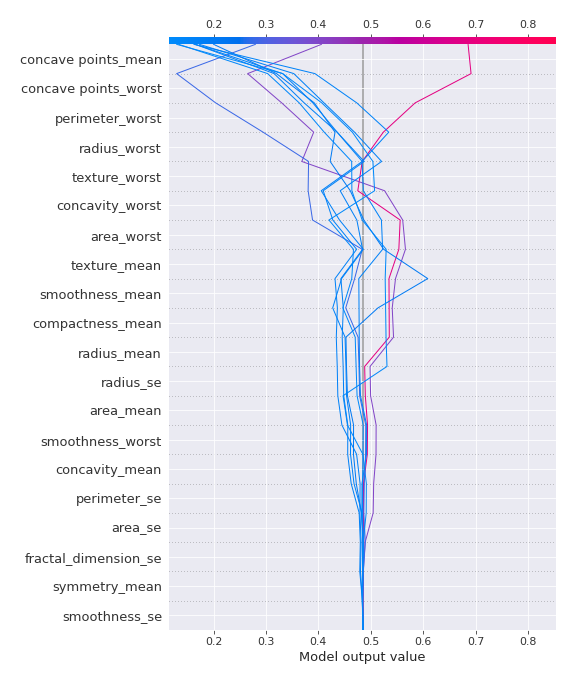 0.2 0.3 0.4 0.5 0.6 0.7 0.8
concave points_mean
concave points_worst
perimeter_worst
radius_worst
texture_worst
concavity_worst
area_worst
texture_mean
smoothness_mean
compactness_mean
radius_mean
radius_se
area_mean
smoothness_worst
concavity_mean
perimeter_se
area_se
fractal_dimension_se
symmetry_mean
smoothness_se
0.2 0.3 0.4 0.5 0.6 0.7 0.8
Model output value